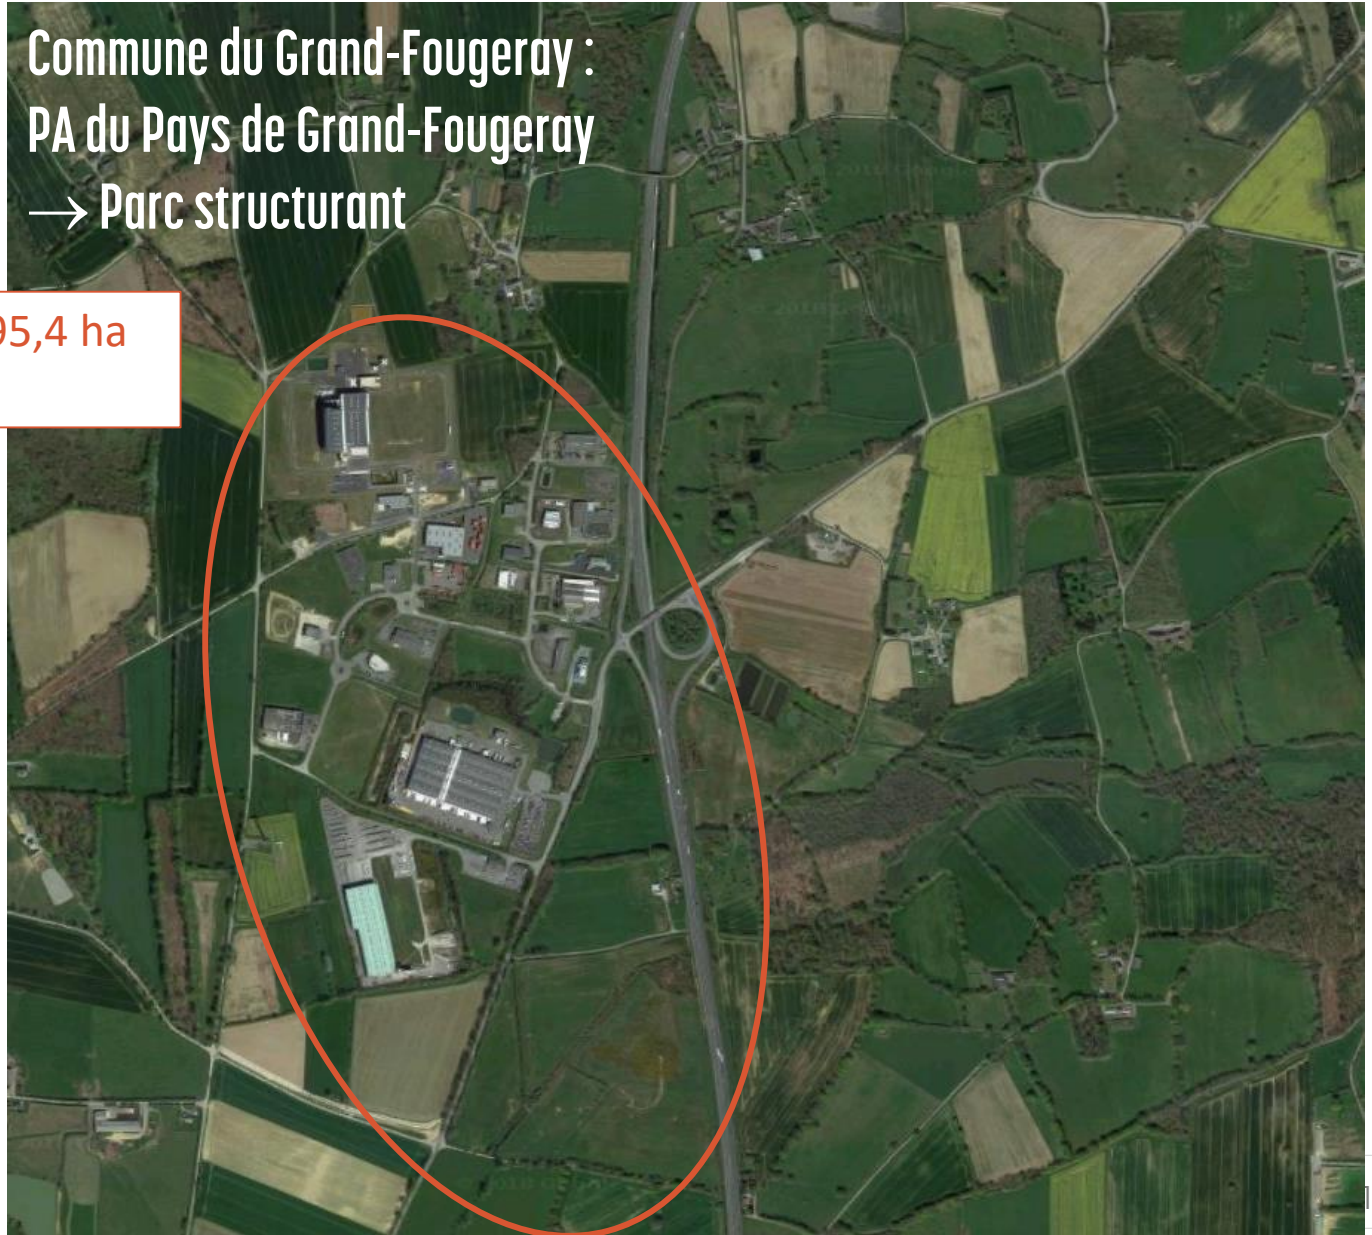 Commune du Grand-Fougeray :
PA du Pays de Grand-Fougeray
→ Parc structurant
95,4 ha